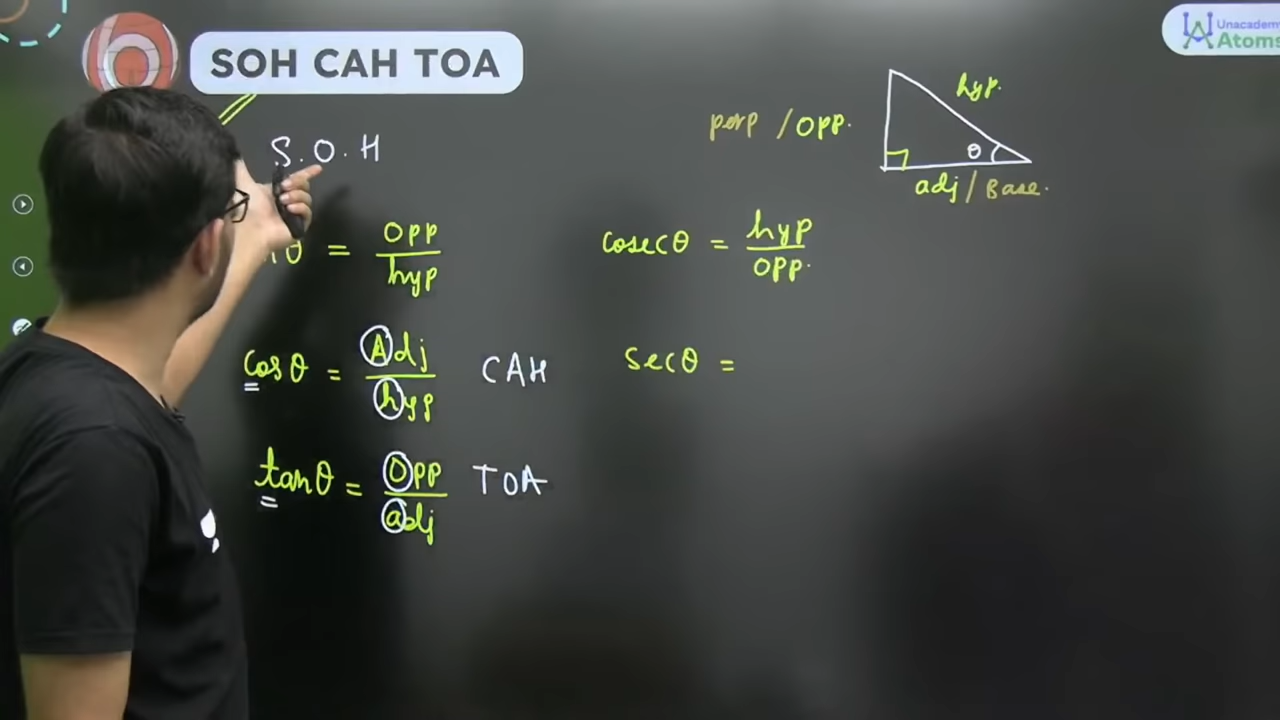 SOH CAH TOA
Unacademy
Atoms
S.O.H
hyp.
perp / opp.
θ
adj / Base.
θ = opp / hyp
cosecθ = hyp / opp.
cosθ = Adj / hyp CAH
secθ =
tanθ = Opp / adj TOA